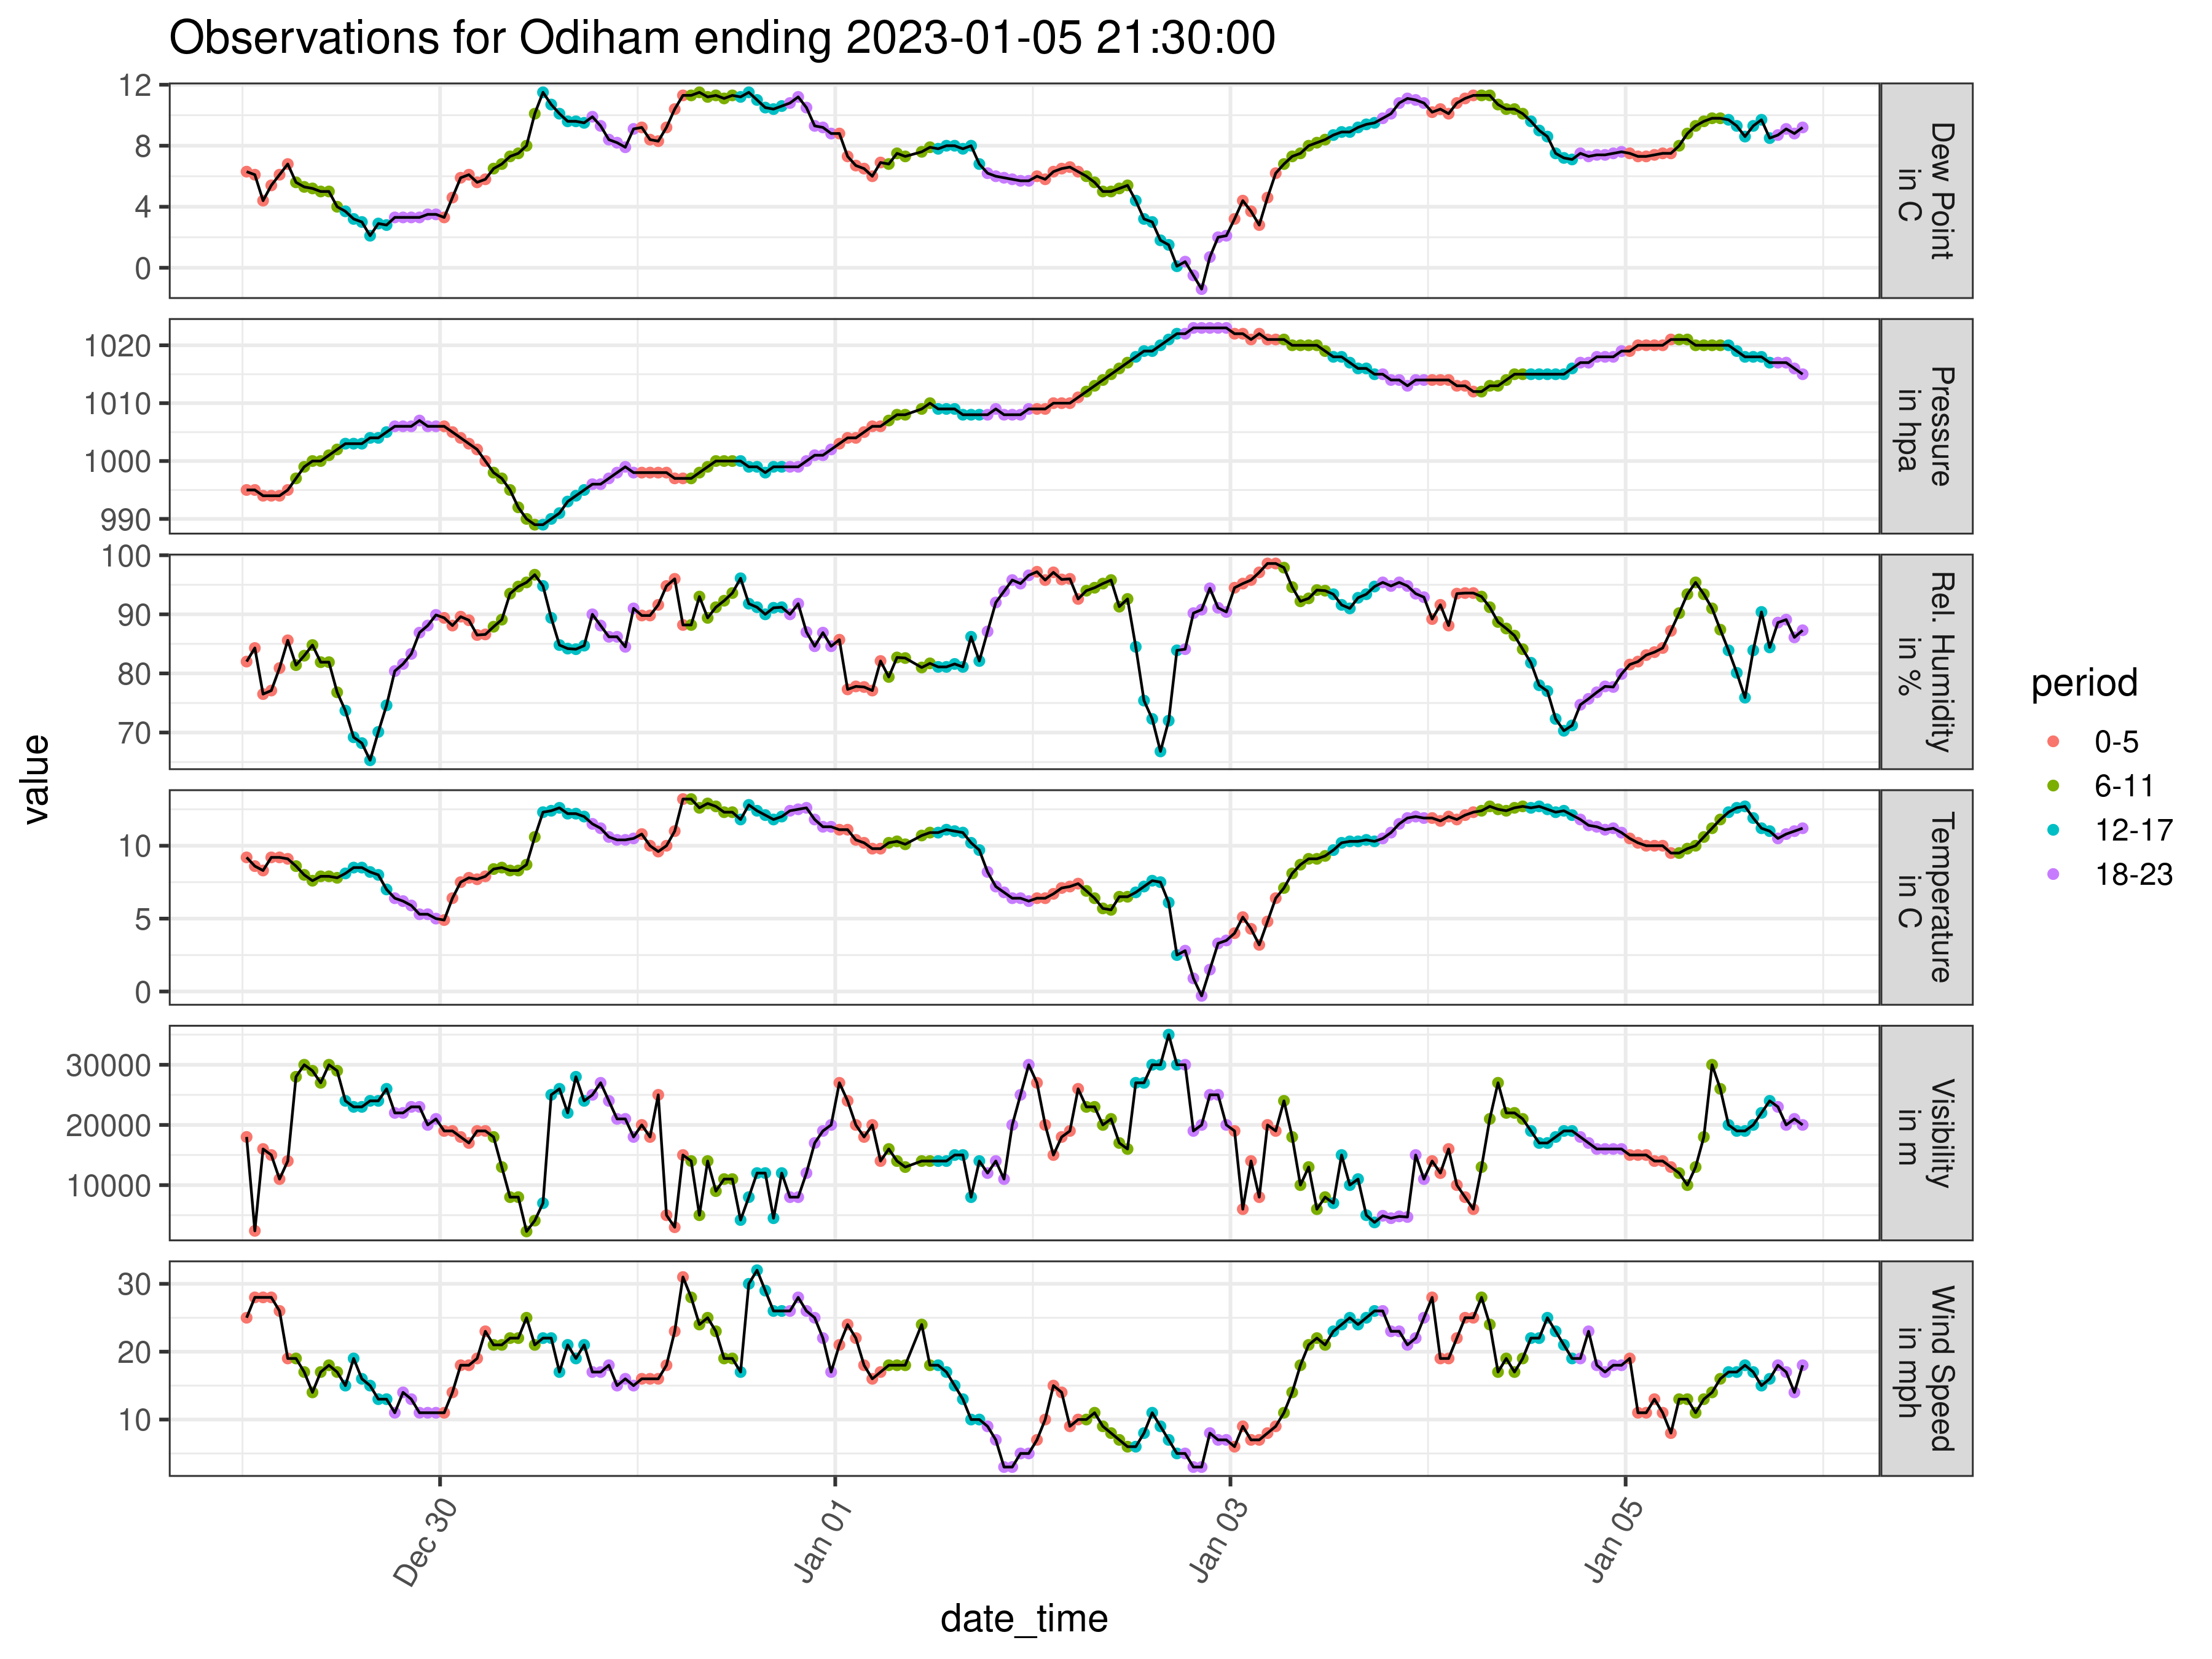 Observations for Odiham ending 2023-01-05 21:30:00
value
12
8
4
0
Dew Point
in C
1020
1010
1000
990
Pressure
in hpa
100
90
80
70
Rel. Humidity
in %
10
5
0
Temperature
in C
30000
20000
10000
Visibility
in m
30
20
10
Wind Speed
in mph
Dec 30
Jan 01
Jan 03
Jan 05
date_time
period
0-5
6-11
12-17
18-23